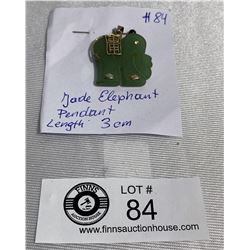 #84
Jade Elephant
Pendant
Length 3cm
FINNS
AUCTION HOUSE
LOT #
84
www.finnsauctionhouse.com